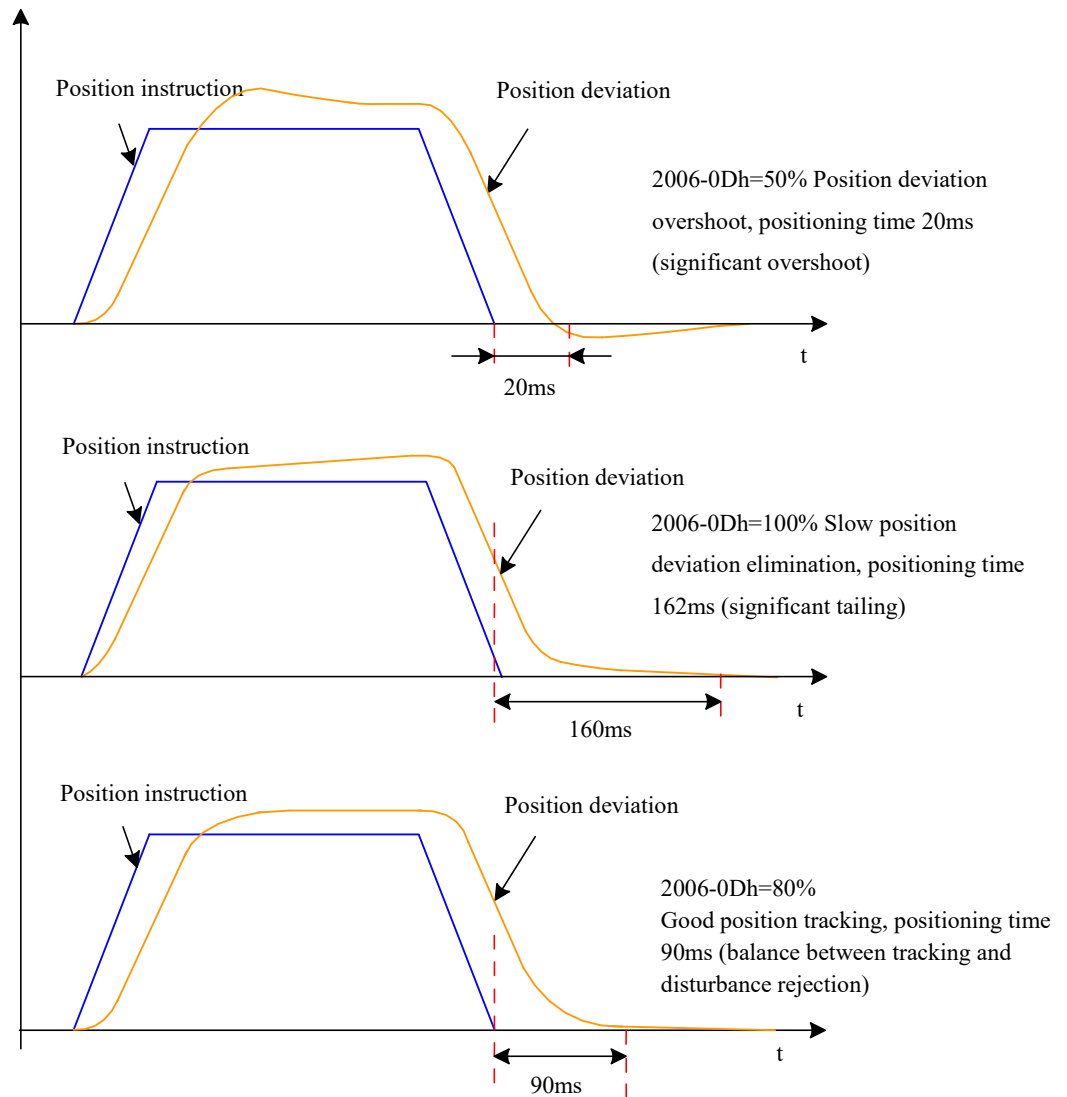 Position instruction
Position deviation
2006-0Dh=50% Position deviation
overshoot, positioning time 20ms
(significant overshoot)
t
20ms
Position instruction
Position deviation
2006-0Dh=100% Slow position
deviation elimination, positioning time
162ms (significant tailing)
t
160ms
Position instruction
Position deviation
2006-0Dh=80%
Good position tracking, positioning time
90ms (balance between tracking and
disturbance rejection)
t
90ms